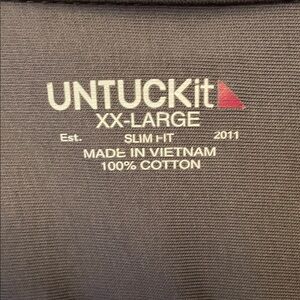 UNTUCKit
XX-LARGE
Est. SLIM FIT 2011
MADE IN VIETNAM
100% COTTON